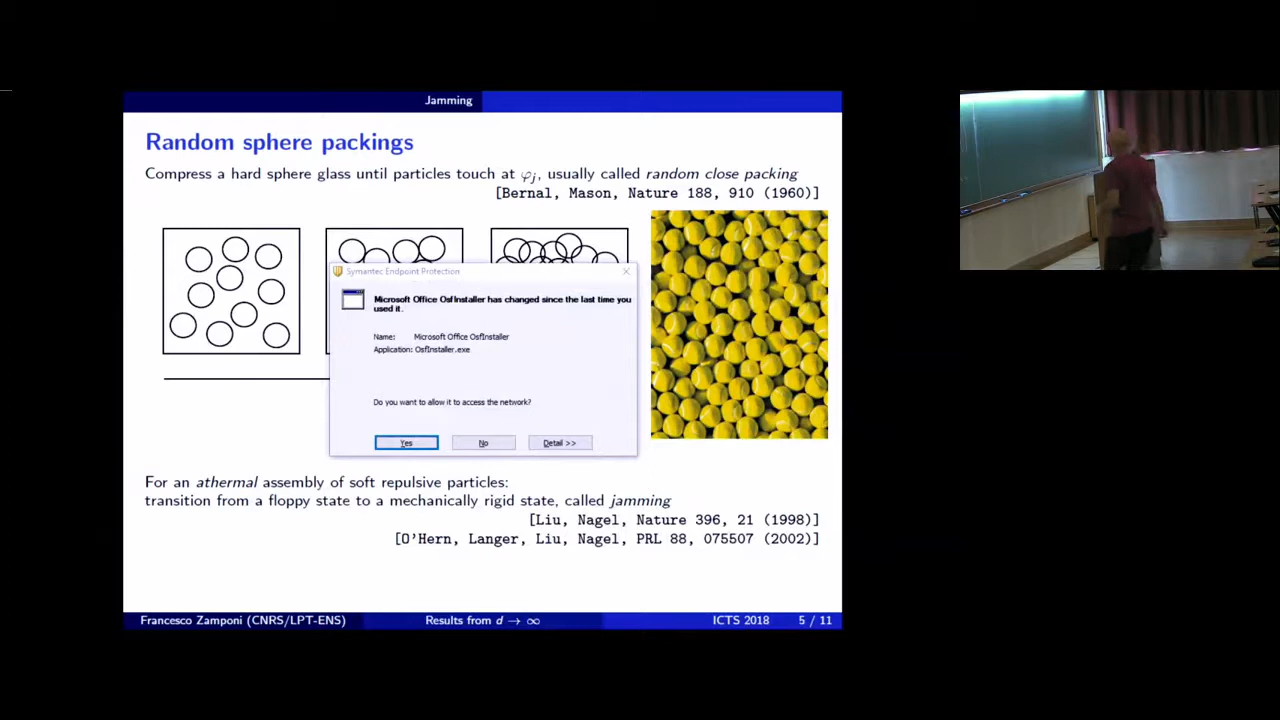 Jamming
Random sphere packings
Compress a hard sphere glass until particles touch at φj, usually called random close packing
[Bernal, Mason, Nature 188, 910 (1960)]
Symantec Endpoint Protection
Microsoft Office OsfInstaller has changed since the last time you
used it.
Name: Microsoft Office OsfInstaller
Application: OsfInstaller.exe
Do you want to allow it to access the network?
Yes No Detail >>
For an athermal assembly of soft repulsive particles:
transition from a floppy state to a mechanically rigid state, called jamming
[Liu, Nagel, Nature 396, 21 (1998)]
[O'Hern, Langer, Liu, Nagel, PRL 88, 075507 (2002)]
Francesco Zamponi (CNRS/LPT-ENS) Results from d → ∞ ICTS 2018 5 / 11